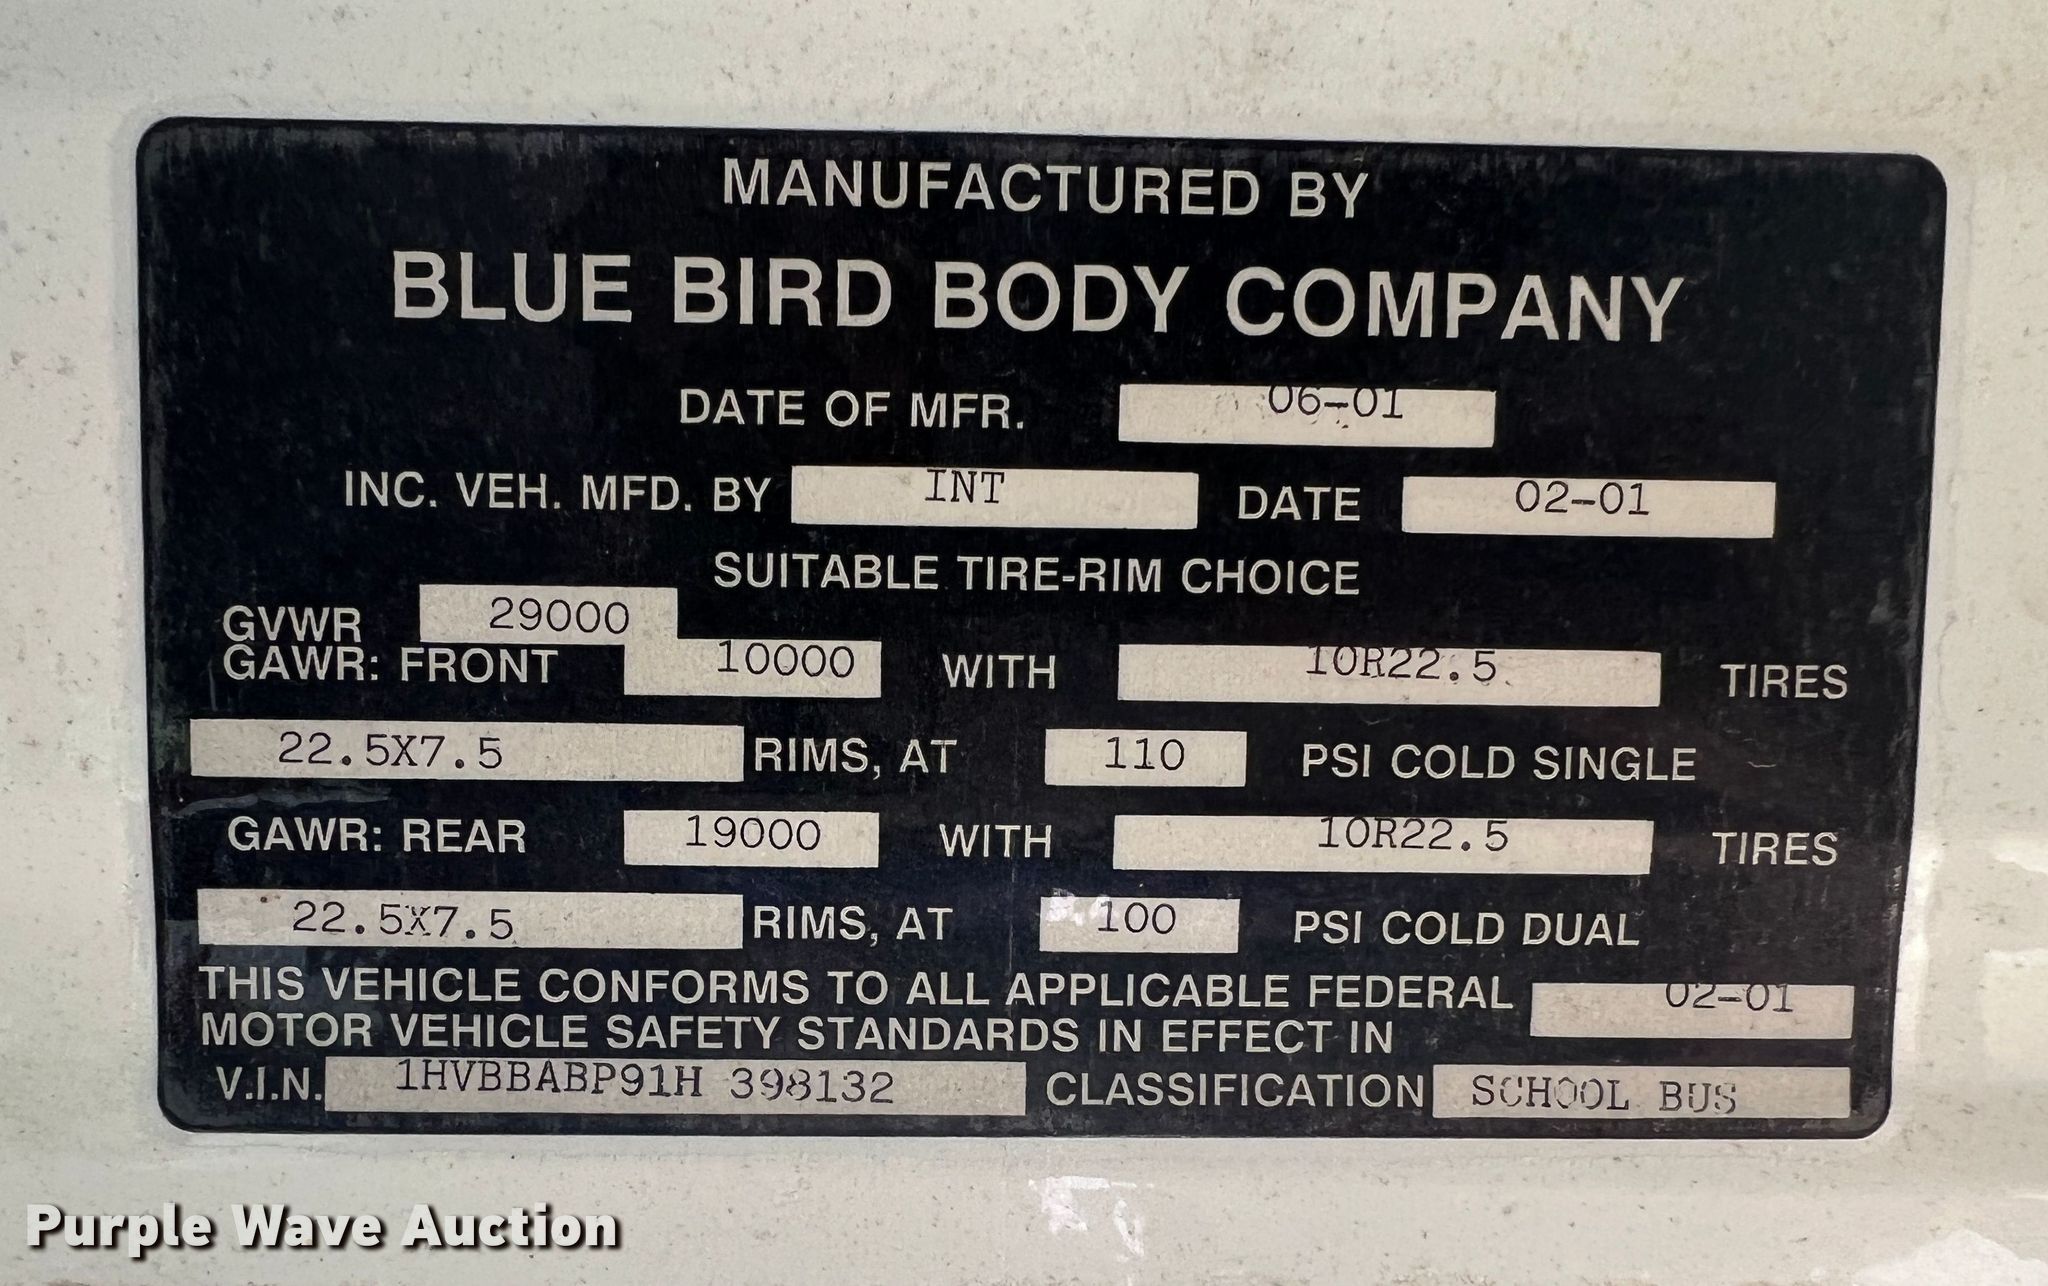 MANUFACTURED BY
BLUE BIRD BODY COMPANY
DATE OF MFR. 06-01
INC. VEH. MFD. BY INT DATE 02-01
SUITABLE TIRE-RIM CHOICE
GVWR 29000
GAWR: FRONT 10000 WITH 10R22.5 TIRES
22.5X7.5 RIMS, AT 110 PSI COLD SINGLE
GAWR: REAR 19000 WITH 10R22.5 TIRES
22.5X7.5 RIMS, AT 100 PSI COLD DUAL
THIS VEHICLE CONFORMS TO ALL APPLICABLE FEDERAL 02-01
MOTOR VEHICLE SAFETY STANDARDS IN EFFECT IN
V.I.N. 1HVBBABP91H 398132 CLASSIFICATION SCHOOL BUS
Purple Wave Auction